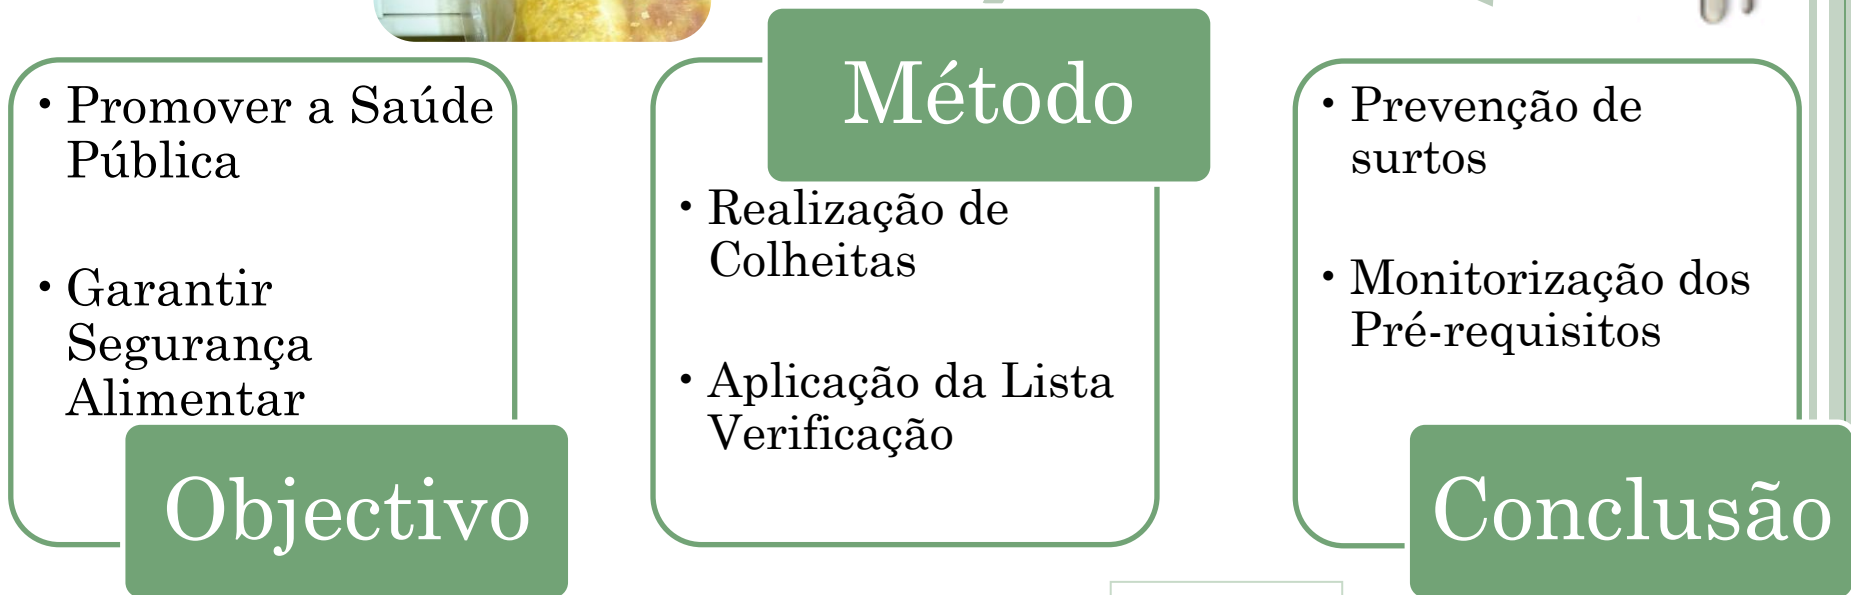 • Promover a Saúde
Pública
• Garantir
Segurança
Alimentar
Objectivo
Método
• Realização de
Colheitas
• Aplicação da Lista
Verificação
• Prevenção de
surtos
• Monitorização dos
Pré-requisitos
Conclusão